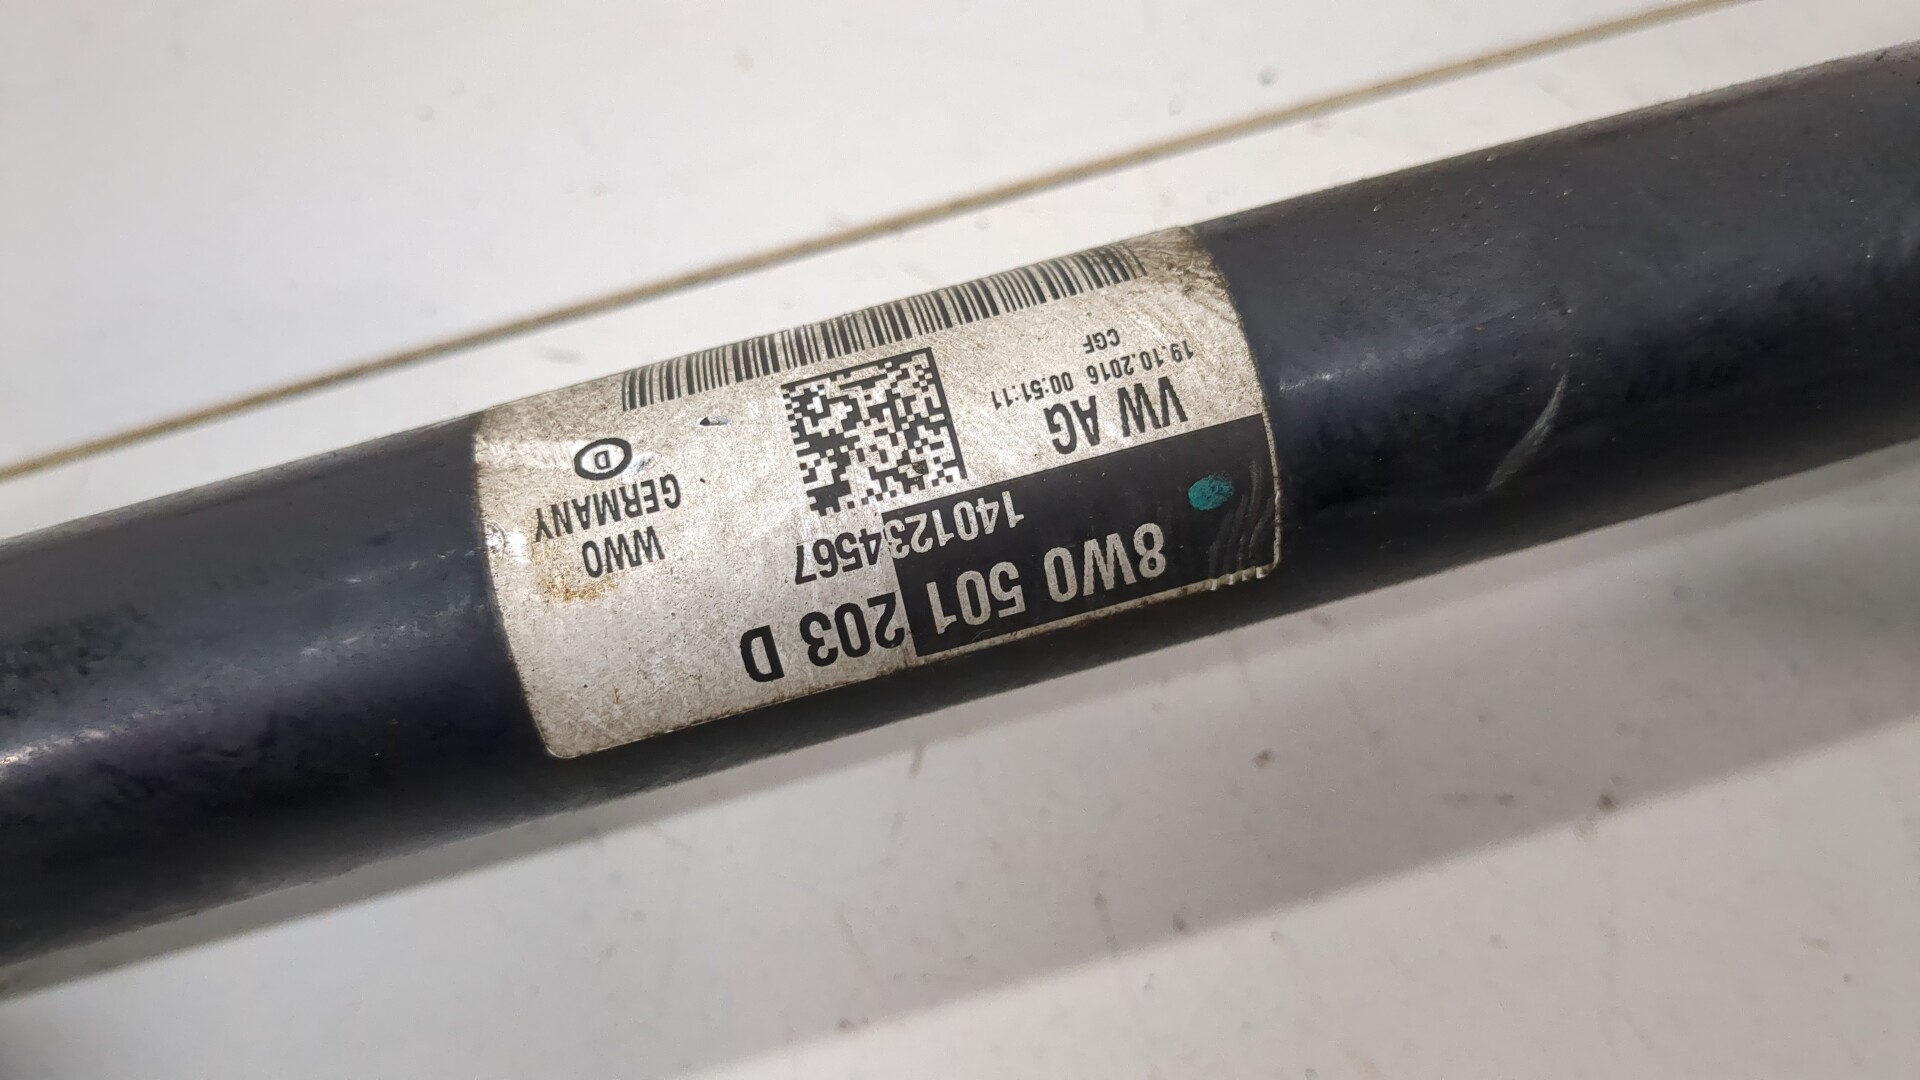 8W0 501 203 D
1401234567
VW AG
19.10.2016 00:51:11
CGF
WW0
GERMANY
D